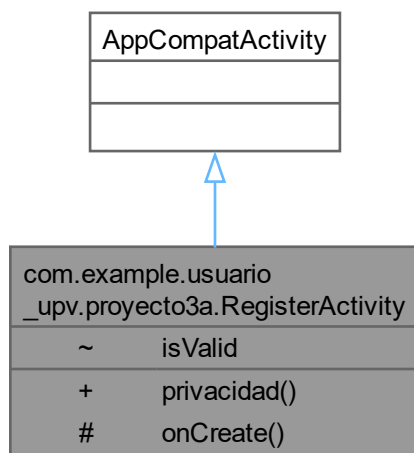 AppCompatActivity
com.example.usuario
_upv.proyecto3a.RegisterActivity
~ isValid
+ privacidad()
# onCreate()